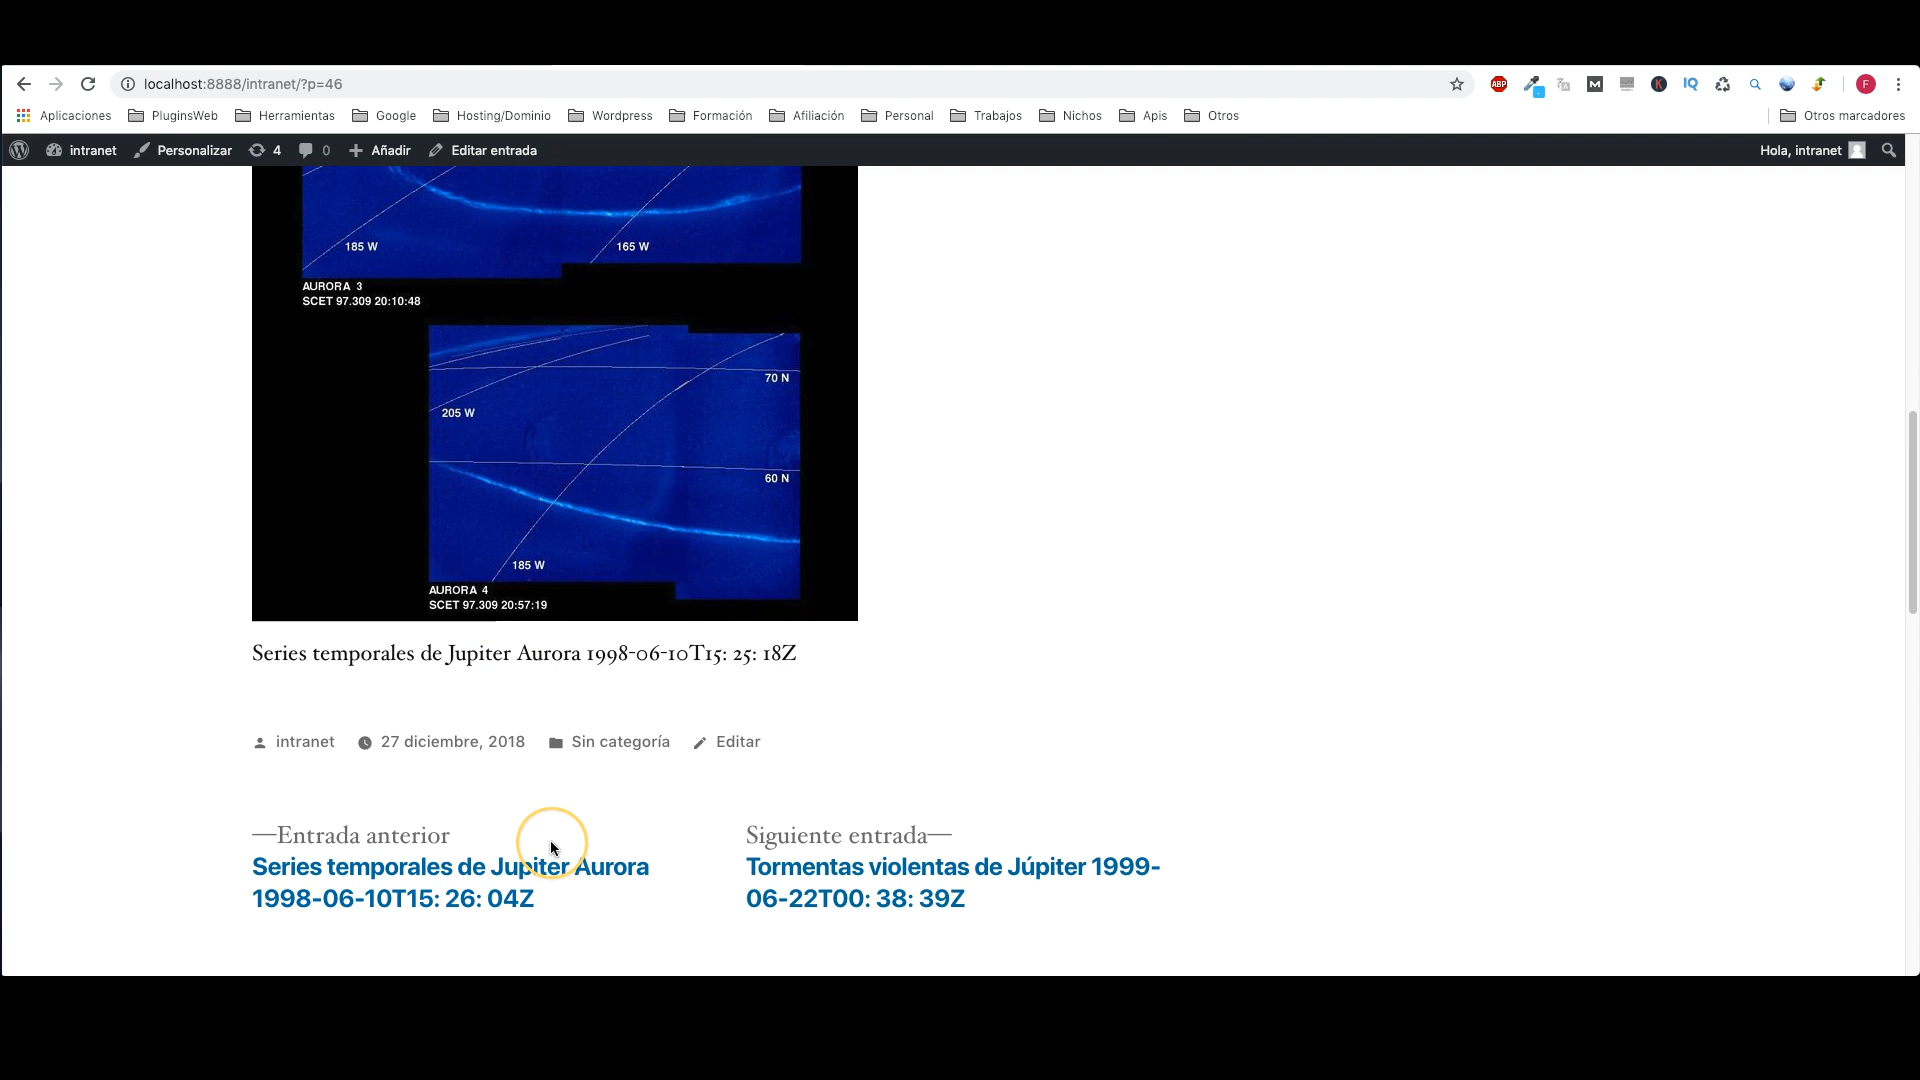 localhost:8888/intranet/?p=46
ABP
M
K
IQ
F
Aplicaciones PluginsWeb Herramientas Google Hosting/Dominio Wordpress Formación Afiliación Personal Trabajos Nichos Apis Otros Otros marcadores
intranet Personalizar 4 0 Añadir Editar entrada Hola, intranet
185 W 165 W
AURORA 3
SCET 97.309 20:10:48
70 N
205 W
60 N
185 W
AURORA 4
SCET 97.309 20:57:19
Series temporales de Jupiter Aurora 1998-06-10T15: 25: 18Z
intranet 27 diciembre, 2018 Sin categoría Editar
—Entrada anterior
Series temporales de Jupiter Aurora
1998-06-10T15: 26: 04Z
Siguiente entrada—
Tormentas violentas de Júpiter 1999-
06-22T00: 38: 39Z